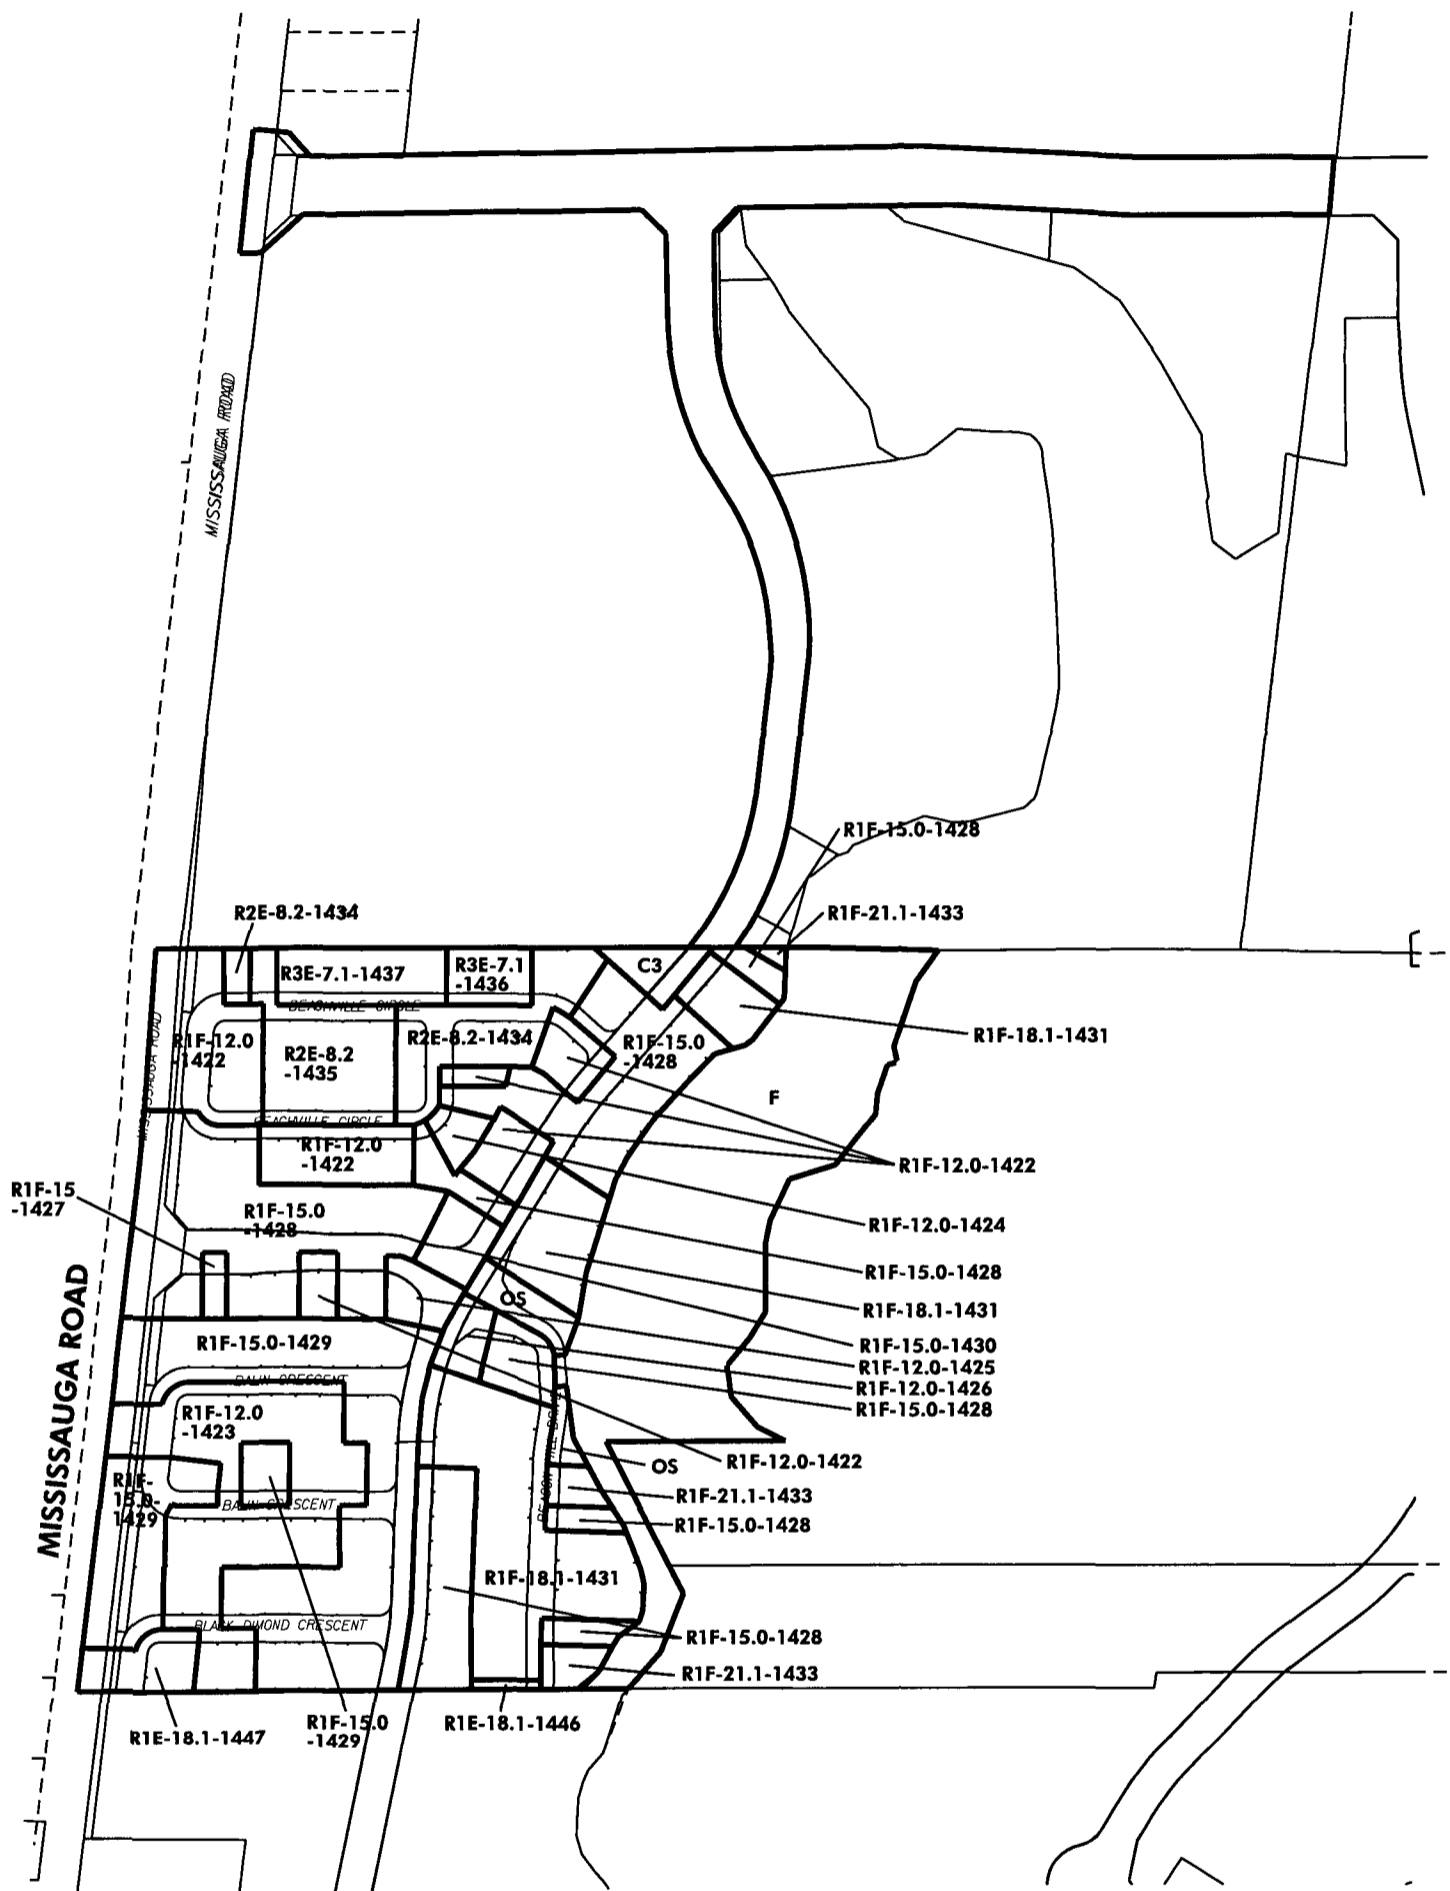 MISSISSAUGA ROAD
R1F-15.0-1428
R2E-8.2-1434
R1F-21.1-1433
R3E-7.1-1437
R3E-7.1
-1436
C3
BEACHVILLE CIRCLE
R1F-18.1-1431
MISSISSAUGA ROAD
R1F-12.0
-1422
R2E-8.2
-1435
R2E-8.2-1434
R1F-15.0
-1428
F
BEACHVILLE CIRCLE
R1F-12.0
-1422
R1F-12.0-1422
R1F-15
-1427
R1F-15.0
-1428
R1F-12.0-1424
R1F-15.0-1428
OS
R1F-18.1-1431
R1F-15.0-1429
R1F-15.0-1430
R1F-12.0-1425
R1F-12.0-1426
R1F-15.0-1428
MISSISSAUGA ROAD
BALIN CRESCENT
R1F-12.0
-1423
R1F-12.0-1422
OS
R1F-
15.0-
1429
R1F-21.1-1433
BALIN CRESCENT
R1F-15.0-1428
R1F-18.1-1431
BLACK DIMOND CRESCENT
R1F-15.0-1428
R1F-21.1-1433
R1E-18.1-1447
R1F-15.0
-1429
R1E-18.1-1446